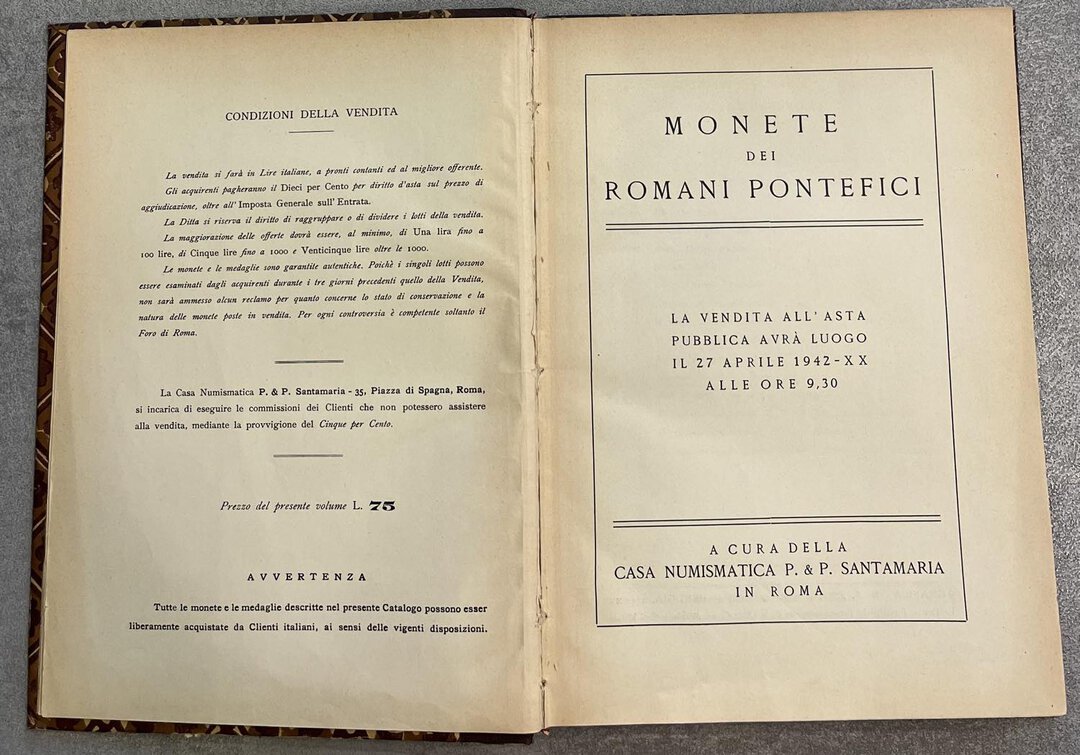 CONDIZIONI DELLA VENDITA
La vendita si farà in Lire italiane, a pronti contanti ed al migliore offerente.
Gli acquirenti pagheranno il Dieci per Cento per diritto d'asta sul prezzo di
aggiudicazione, oltre all'Imposta Generale sull'Entrata.
La Ditta si riserva il diritto di raggruppare o di dividere i lotti della vendita.
La maggiorazione delle offerte dovrà essere, al minimo, di Una lira fino a
100 lire, di Cinque lire fino a 1000 e Venticinque lire oltre le 1000.
Le monete e le medaglie sono garantite autentiche. Poichè i singoli lotti possono
essere esaminati dagli acquirenti durante i tre giorni precedenti quello della Vendita,
non sarà ammesso alcun reclamo per quanto concerne lo stato di conservazione e la
natura delle monete poste in vendita. Per ogni controversia è competente soltanto il
Foro di Roma.
La Casa Numismatica P. & P. Santamaria - 35, Piazza di Spagna, Roma,
si incarica di eseguire le commissioni dei Clienti che non potessero assistere
alla vendita, mediante la provvigione del Cinque per Cento.
Prezzo del presente volume L. 75
AVVERTENZA
Tutte le monete e le medaglie descritte nel presente Catalogo possono esser
liberamente acquistate da Clienti italiani, ai sensi delle vigenti disposizioni.
MONETE
DEI
ROMANI PONTEFICI
LA VENDITA ALL'ASTA
PUBBLICA AVRÀ LUOGO
IL 27 APRILE 1942-XX
ALLE ORE 9,30
A CURA DELLA
CASA NUMISMATICA P. & P. SANTAMARIA
IN ROMA